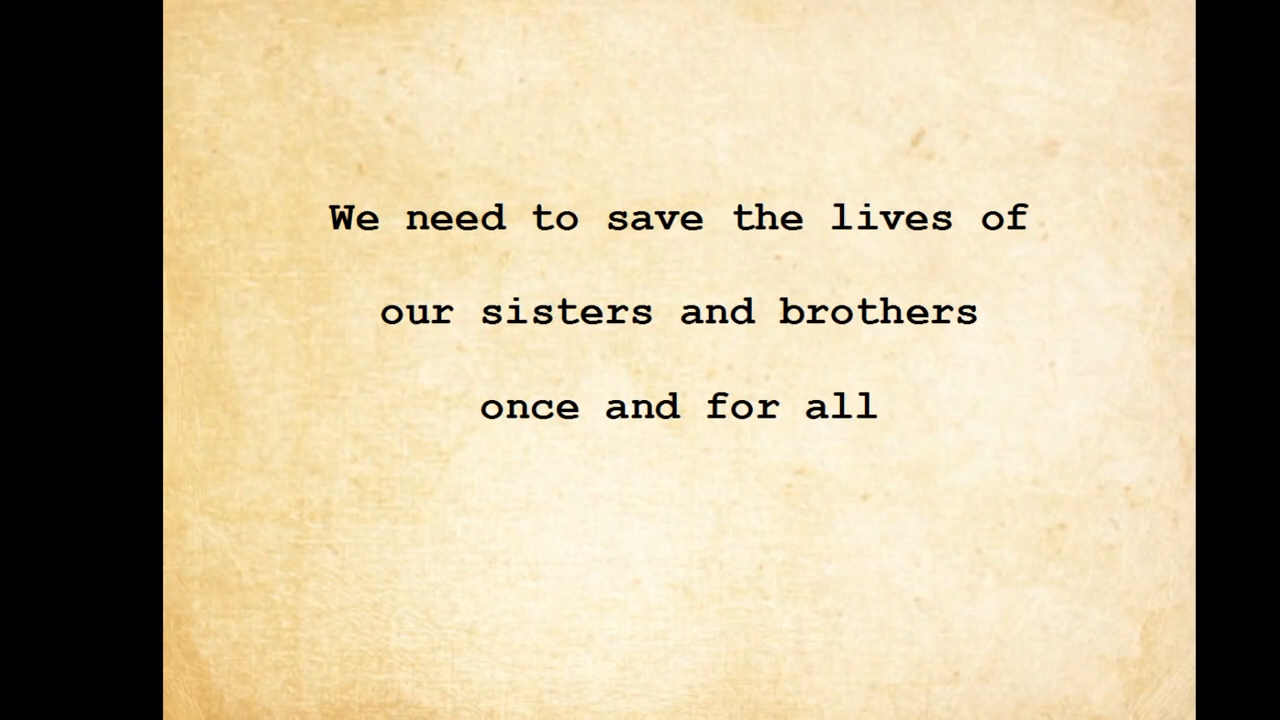 We need to save the lives of
our sisters and brothers
once and for all